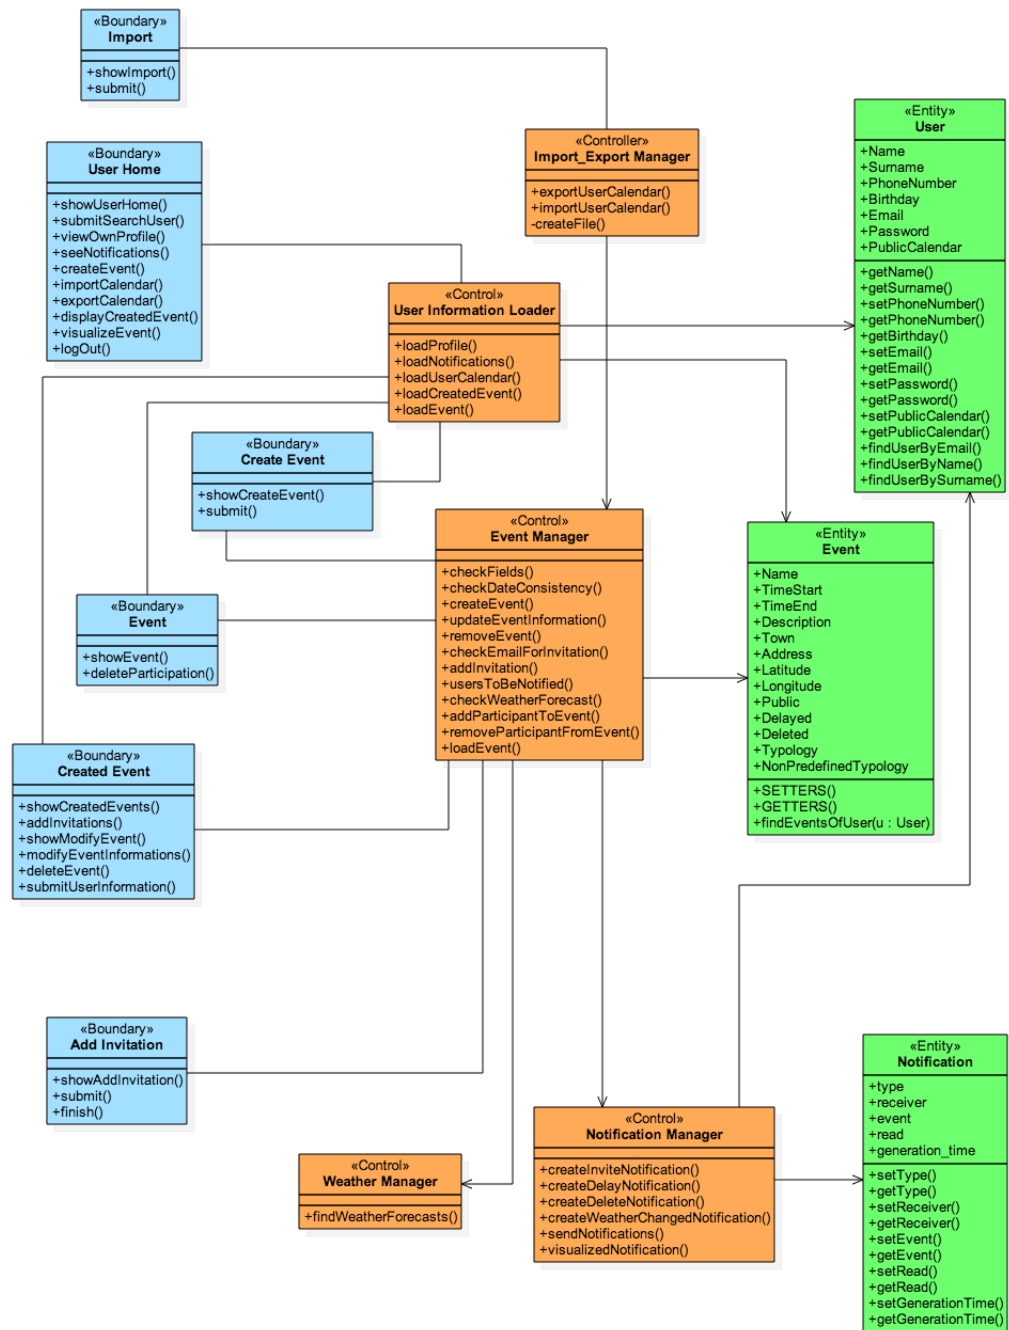 «Boundary»
Import
+showImport()
+submit()
«Boundary»
User Home
+showUserHome()
+submitSearchUser()
+viewOwnProfile()
+seeNotifications()
+createEvent()
+importCalendar()
+exportCalendar()
+displayCreatedEvent()
+visualizeEvent()
+logOut()
«Controller»
Import_Export Manager
+exportUserCalendar()
+importUserCalendar()
-createFile()
«Entity»
User
+Name
+Surname
+PhoneNumber
+Birthday
+Email
+Password
+PublicCalendar
+getName()
+getSurname()
+setPhoneNumber()
+getPhoneNumber()
+getBirthday()
+setEmail()
+getEmail()
+setPassword()
+getPassword()
+setPublicCalendar()
+getPublicCalendar()
+findUserByEmail()
+findUserByName()
+findUserBySurname()
«Control»
User Information Loader
+loadProfile()
+loadNotifications()
+loadUserCalendar()
+loadCreatedEvent()
+loadEvent()
«Boundary»
Create Event
+showCreateEvent()
+submit()
«Control»
Event Manager
+checkFields()
+checkDateConsistency()
+createEvent()
+updateEventInformation()
+removeEvent()
+checkEmailForInvitation()
+addInvitation()
+usersToBeNotified()
+checkWeatherForecast()
+addParticipantToEvent()
+removeParticipantFromEvent()
+loadEvent()
«Entity»
Event
+Name
+TimeStart
+TimeEnd
+Description
+Town
+Address
+Latitude
+Longitude
+Public
+Delayed
+Deleted
+Typology
+NonPredefinedTypology
+SETTERS()
+GETTERS()
+findEventsOfUser(u : User)
«Boundary»
Event
+showEvent()
+deleteParticipation()
«Boundary»
Created Event
+showCreatedEvents()
+addInvitations()
+showModifyEvent()
+modifyEventInformations()
+deleteEvent()
+submitUserInformation()
«Boundary»
Add Invitation
+showAddInvitation()
+submit()
+finish()
«Control»
Weather Manager
+findWeatherForecasts()
«Control»
Notification Manager
+createInviteNotification()
+createDelayNotification()
+createDeleteNotification()
+createWeatherChangedNotification()
+sendNotifications()
+visualizedNotification()
«Entity»
Notification
+type
+receiver
+event
+read
+generation_time
+setType()
+getType()
+setReceiver()
+getReceiver()
+setEvent()
+getEvent()
+setRead()
+getRead()
+setGenerationTime()
+getGenerationTime()